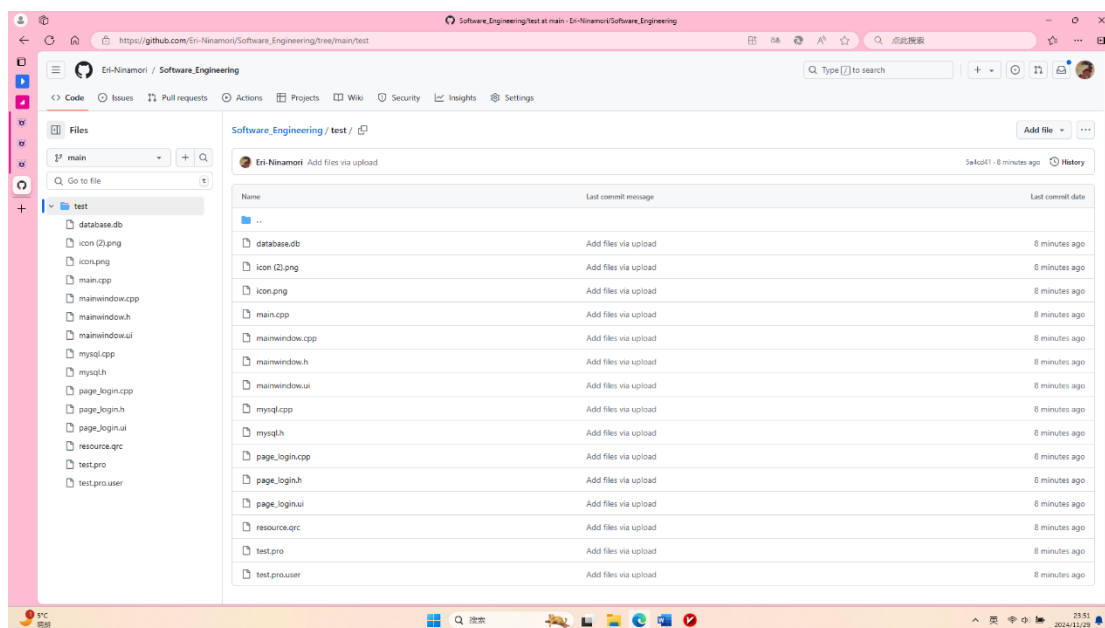 Software_Engineering/test at main · Eri-Ninamori/Software_Engineering
https://github.com/Eri-Ninamori/Software_Engineering/tree/main/test
点此搜索
Eri-Ninamori / Software_Engineering
Type / to search
Code Issues Pull requests Actions Projects Wiki Security Insights Settings
Files
Software_Engineering / test /
Add file
main
Eri-Ninamori Add files via upload
5a4cd41 · 8 minutes ago History
Go to file t
Name Last commit message Last commit date
test
..
database.db
icon (2).png
icon.png
main.cpp
mainwindow.cpp
mainwindow.h
mainwindow.ui
mysql.cpp
mysql.h
page_login.cpp
page_login.h
page_login.ui
resource.qrc
test.pro
test.pro.user
database.db Add files via upload 8 minutes ago
icon (2).png Add files via upload 8 minutes ago
icon.png Add files via upload 8 minutes ago
main.cpp Add files via upload 8 minutes ago
mainwindow.cpp Add files via upload 8 minutes ago
mainwindow.h Add files via upload 8 minutes ago
mainwindow.ui Add files via upload 8 minutes ago
mysql.cpp Add files via upload 8 minutes ago
mysql.h Add files via upload 8 minutes ago
page_login.cpp Add files via upload 8 minutes ago
page_login.h Add files via upload 8 minutes ago
page_login.ui Add files via upload 8 minutes ago
resource.qrc Add files via upload 8 minutes ago
test.pro Add files via upload 8 minutes ago
test.pro.user Add files via upload 8 minutes ago
5°C
搜索
英
23:51
2024/11/29